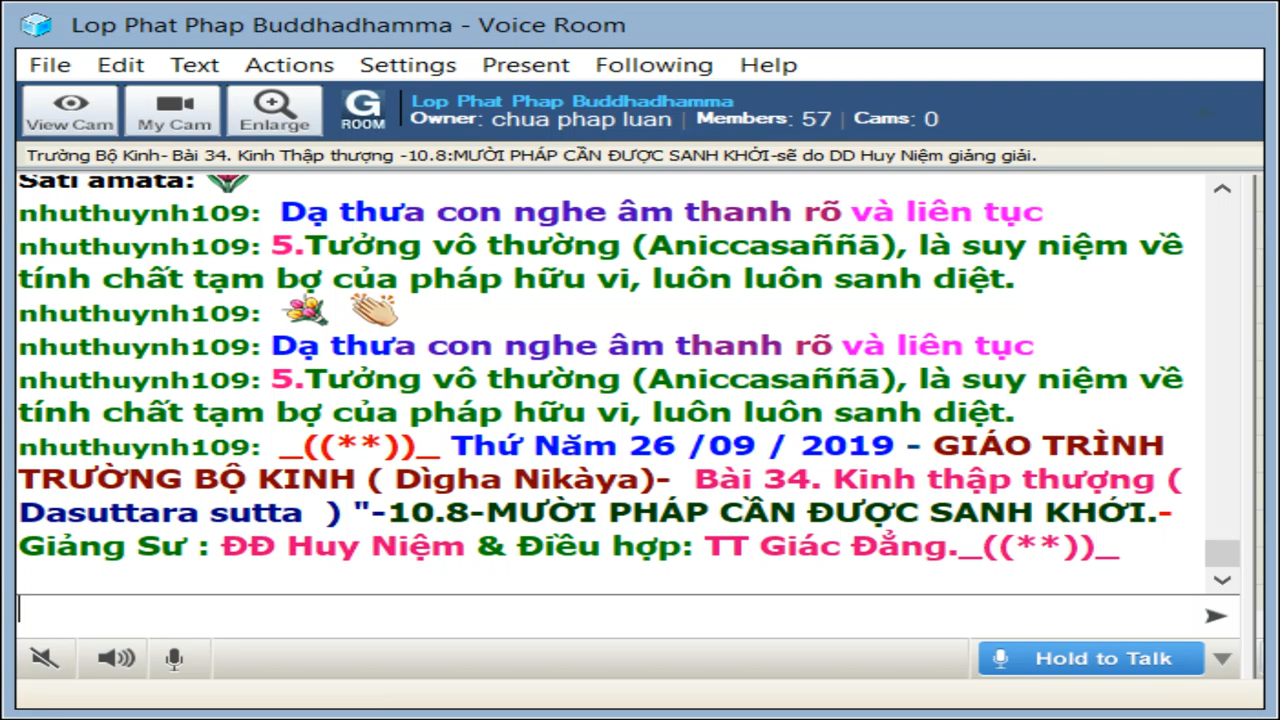 Lop Phat Phap Buddhadhamma - Voice Room
File Edit Text Actions Settings Present Following Help
View Cam My Cam Enlarge G ROOM
Lop Phat Phap Buddhadhamma
Owner: chua phap luan | Members: 57 | Cams: 0
Trường Bộ Kinh- Bài 34. Kinh Thập thượng -10.8:MƯỜI PHÁP CẦN ĐƯỢC SANH KHỞI-sẽ do DD Huy Niệm giảng giải.
Sati amata:
nhuthuynh109: Dạ thưa con nghe âm thanh rõ và liên tục
nhuthuynh109: 5.Tưởng vô thường (Aniccasaññā), là suy niệm về
tính chất tạm bợ của pháp hữu vi, luôn luôn sanh diệt.
nhuthuynh109:
nhuthuynh109: Dạ thưa con nghe âm thanh rõ và liên tục
nhuthuynh109: 5.Tưởng vô thường (Aniccasaññā), là suy niệm về
tính chất tạm bợ của pháp hữu vi, luôn luôn sanh diệt.
nhuthuynh109: _((**))_ Thứ Năm 26 /09 / 2019 - GIÁO TRÌNH
TRƯỜNG BỘ KINH ( Dìgha Nikàya)- Bài 34. Kinh thập thượng (
Dasuttara sutta ) "-10.8-MƯỜI PHÁP CẦN ĐƯỢC SANH KHỞI.-
Giảng Sư : ĐĐ Huy Niệm & Điều hợp: TT Giác Đẳng._((**))_
Hold to Talk